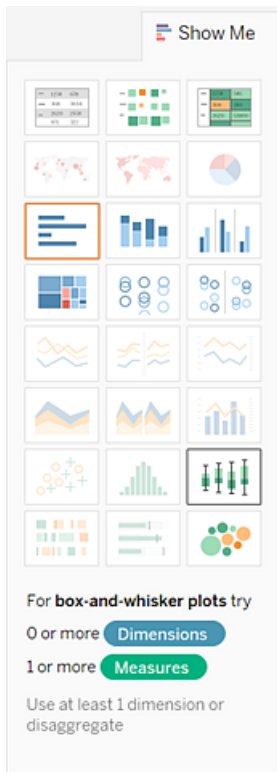 Show Me
For box-and-whisker plots try
0 or more Dimensions
1 or more Measures
Use at least 1 dimension or
disaggregate